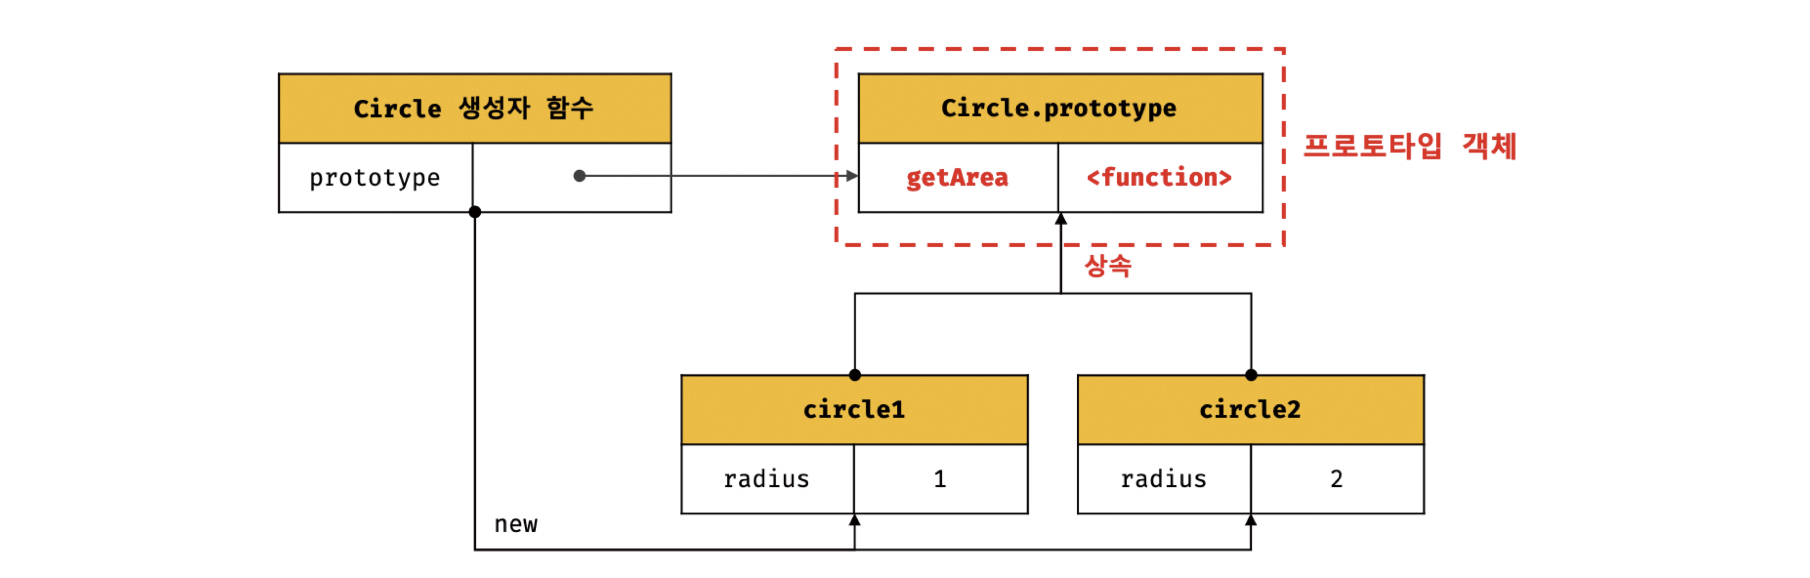 Circle 생성자 함수
prototype
Circle.prototype
getArea <function>
프로토타입 객체
상속
circle1
radius 1
circle2
radius 2
new